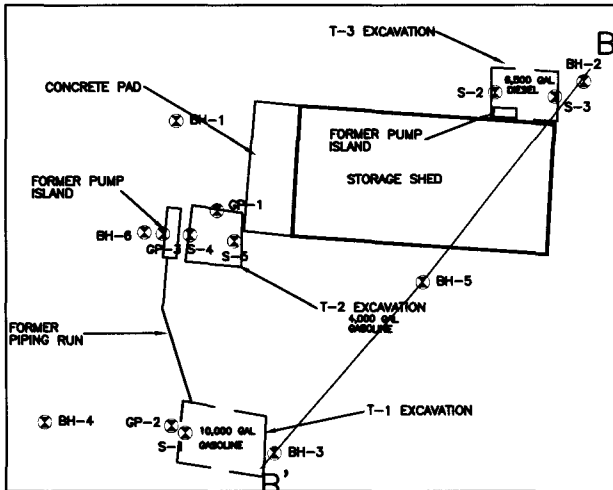 T-3 EXCAVATION
B
BH-2
6,500 GAL
DIESEL
S-2
S-3
CONCRETE PAD
BH-1
FORMER PUMP
ISLAND
STORAGE SHED
FORMER PUMP
ISLAND
GP-1
BH-6
GP-3
S-4
S-5
BH-5
T-2 EXCAVATION
4,000 GAL
GASOLINE
FORMER
PIPING RUN
T-1 EXCAVATION
BH-4
GP-2
10,000 GAL
GASOLINE
BH-3
B'